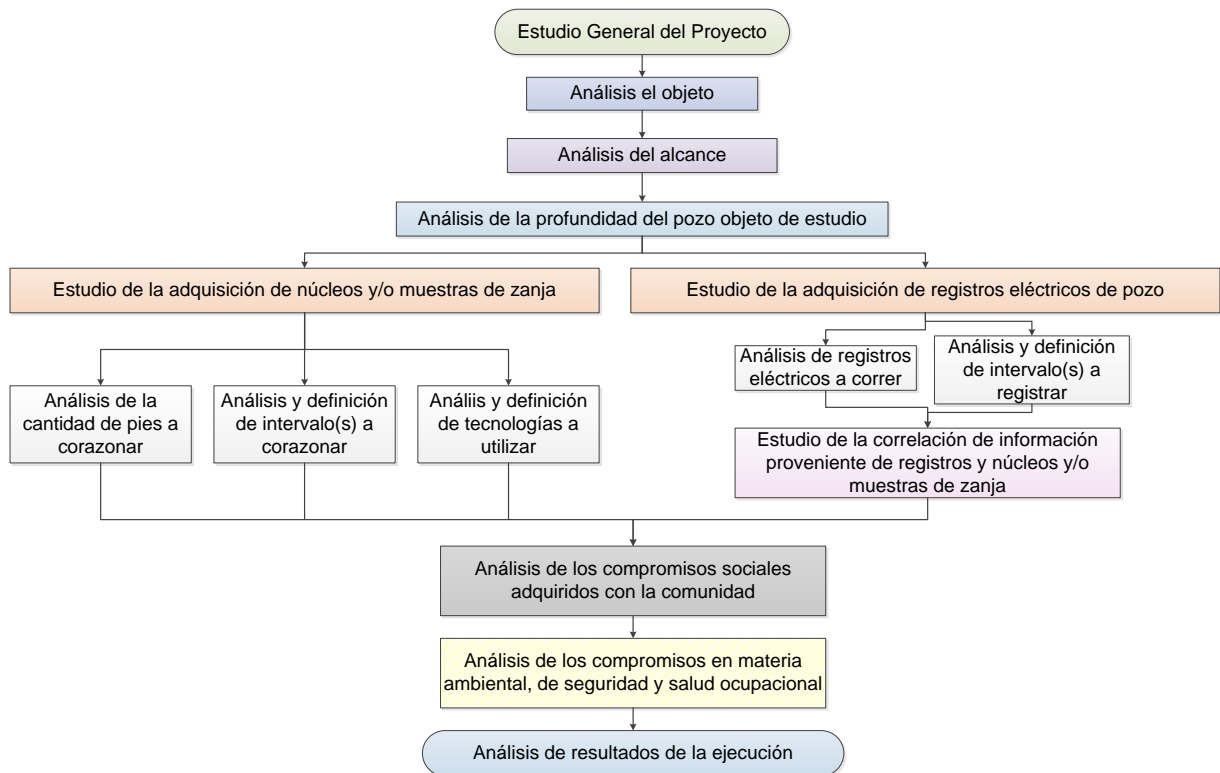 Estudio General del Proyecto
Análisis el objeto
Análisis del alcance
Análisis de la profundidad del pozo objeto de estudio
Estudio de la adquisición de núcleos y/o muestras de zanja
Estudio de la adquisición de registros eléctricos de pozo
Análisis de la
cantidad de pies a
corazonar
Análisis y definición
de intervalo(s) a
corazonar
Análiis y definición
de tecnologías a
utilizar
Análisis de registros
eléctricos a correr
Análisis y definición
de intervalo(s) a
registrar
Estudio de la correlación de información
proveniente de registros y núcleos y/o
muestras de zanja
Análisis de los compromisos sociales
adquiridos con la comunidad
Análisis de los compromisos en materia
ambiental, de seguridad y salud ocupacional
Análisis de resultados de la ejecución